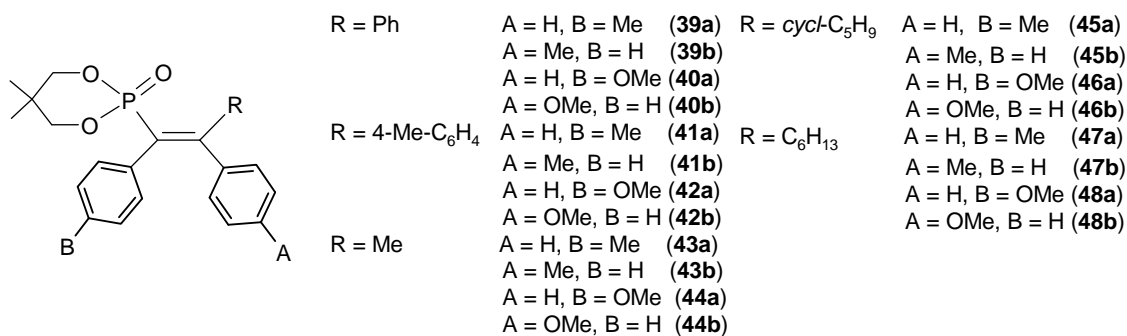 O
O
P
O
R
B
A
R = Ph A = H, B = Me (39a)
A = Me, B = H (39b)
A = H, B = OMe (40a)
A = OMe, B = H (40b)
R = 4-Me-C6H4 A = H, B = Me (41a)
A = Me, B = H (41b)
A = H, B = OMe (42a)
A = OMe, B = H (42b)
R = Me A = H, B = Me (43a)
A = Me, B = H (43b)
A = H, B = OMe (44a)
A = OMe, B = H (44b)
R = cycl-C5H9 A = H, B = Me (45a)
A = Me, B = H (45b)
A = H, B = OMe (46a)
A = OMe, B = H (46b)
R = C6H13 A = H, B = Me (47a)
A = Me, B = H (47b)
A = H, B = OMe (48a)
A = OMe, B = H (48b)